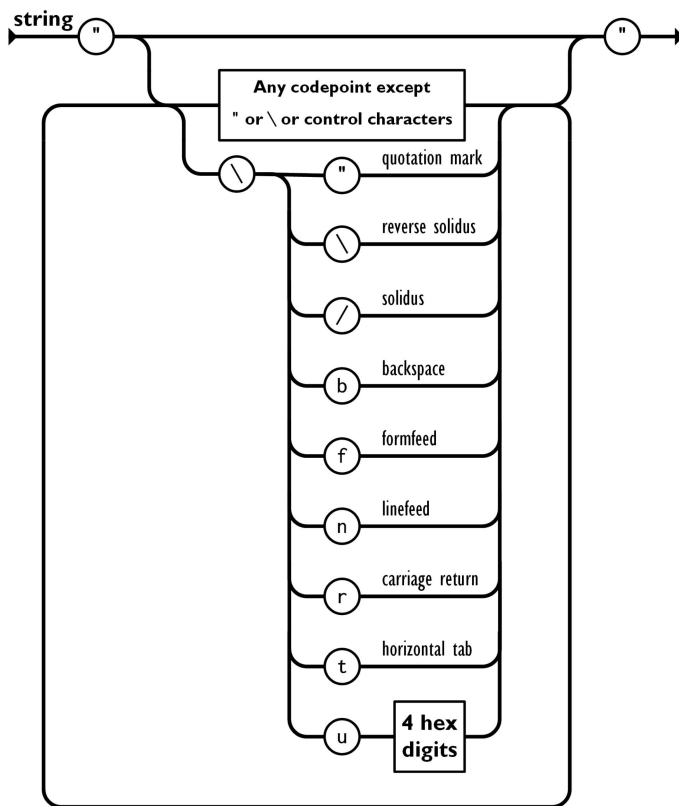 string
" "
Any codepoint except
" or \ or control characters
\ " quotation mark
\ reverse solidus
/ solidus
b backspace
f formfeed
n linefeed
r carriage return
t horizontal tab
u 4 hex
digits